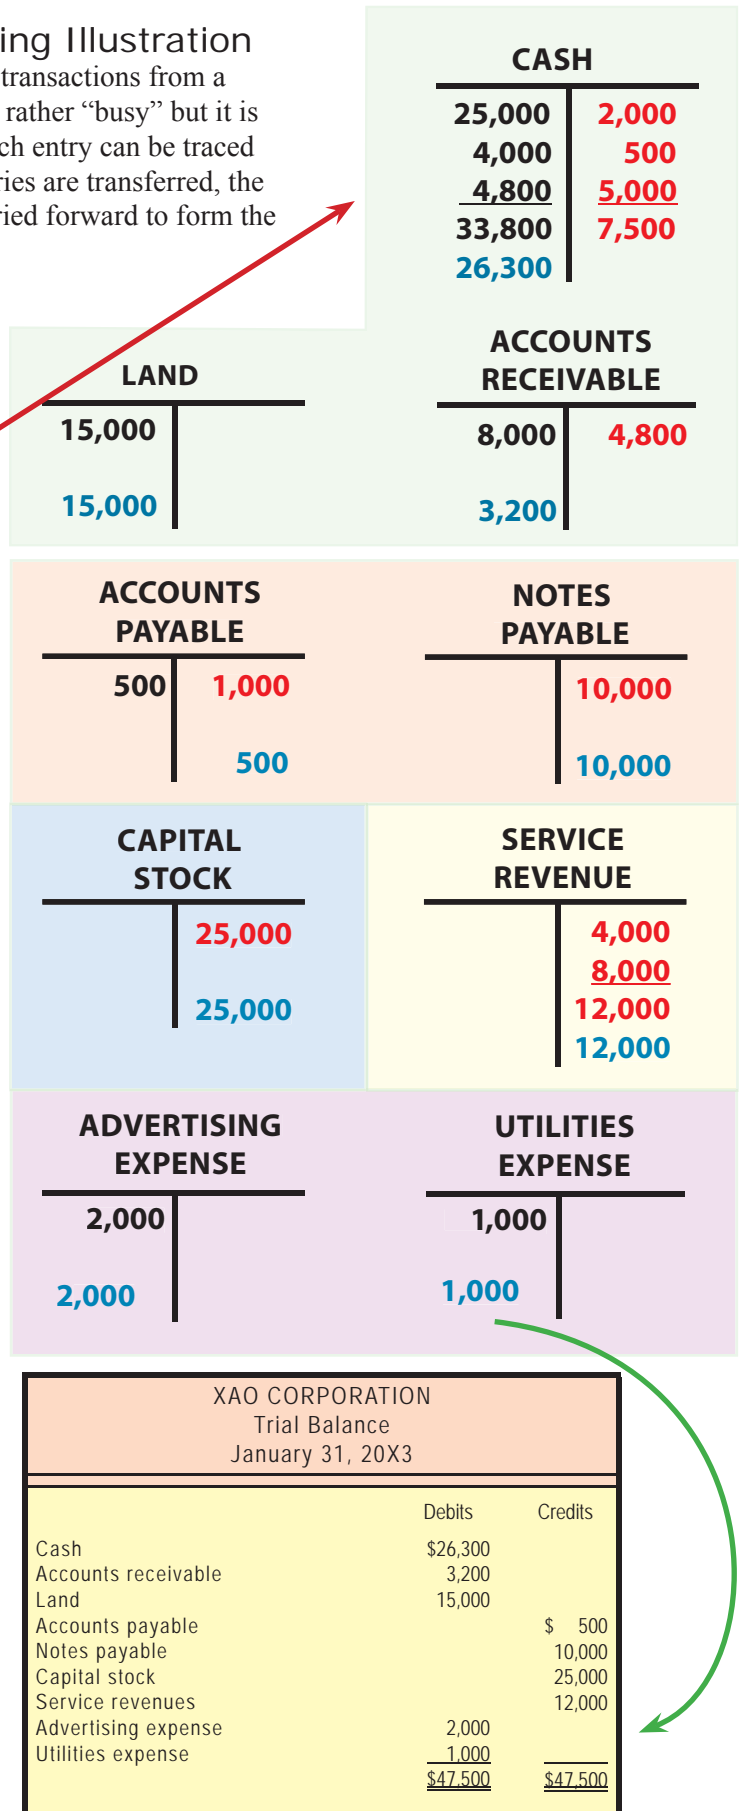 ing Illustration
transactions from a
rather “busy” but it is
ch entry can be traced
ries are transferred, the
ried forward to form the
CASH
25,000 2,000
4,000 500
4,800 5,000
33,800 7,500
26,300
LAND
15,000
15,000
ACCOUNTS
RECEIVABLE
8,000 4,800
3,200
ACCOUNTS
PAYABLE
500 1,000
500
NOTES
PAYABLE
10,000
10,000
CAPITAL
STOCK
25,000
25,000
SERVICE
REVENUE
4,000
8,000
12,000
12,000
ADVERTISING
EXPENSE
2,000
2,000
UTILITIES
EXPENSE
1,000
1,000
XAO CORPORATION
Trial Balance
January 31, 20X3
Debits Credits
Cash $26,300
Accounts receivable 3,200
Land 15,000
Accounts payable $ 500
Notes payable 10,000
Capital stock 25,000
Service revenues 12,000
Advertising expense 2,000
Utilities expense 1,000
$47,500 $47,500